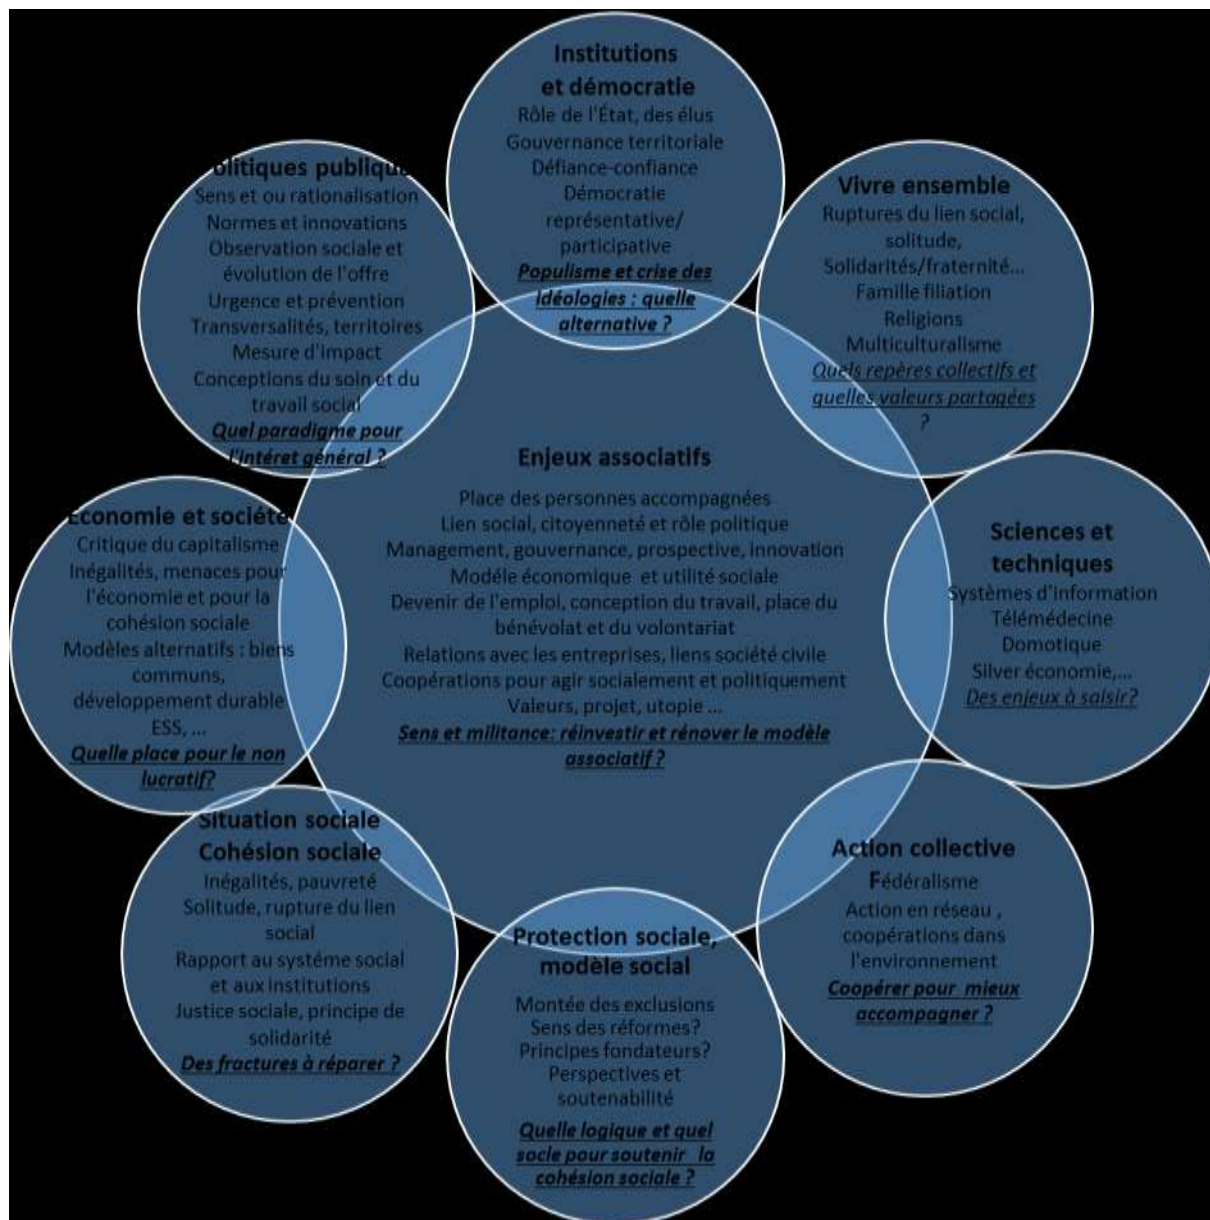 Institutions
et démocratie
Rôle de l'État, des élus
Gouvernance territoriale
Défiance-confiance
Démocratie
représentative/
participative
Populisme et crise des
idéologies : quelle
alternative ?
Vivre ensemble
Ruptures du lien social,
solitude,
Solidarités/fraternité...
Famille filiation
Religions
Multiculturalisme
Quels repères collectifs et
quelles valeurs partagées
?
Sciences et
techniques
Systèmes d'information
Télémédecine
Domotique
Silver économie,...
Des enjeux à saisir?
Action collective
Fédéralisme
Action en réseau ,
coopérations dans
l'environnement
Coopérer pour mieux
accompagner ?
Protection sociale,
modèle social
Montée des exclusions
Sens des réformes?
Principes fondateurs?
Perspectives et
soutenabilité
Quelle logique et quel
socle pour soutenir la
cohésion sociale ?
Situation sociale
Cohésion sociale
Inégalités, pauvreté
Solitude, rupture du lien
social
Rapport au systéme social
et aux institutions
Justice sociale, principe de
solidarité
Des fractures à réparer ?
Economie et société
Critique du capitalisme
Inégalités, menaces pour
l'économie et pour la
cohésion sociale
Modèles alternatifs : biens
communs,
développement durable
ESS, ...
Quelle place pour le non
lucratif?
olitiques publique
Sens et ou rationalisation
Normes et innovations
Observation sociale et
évolution de l'offre
Urgence et prévention
Transversalités, territoires
Mesure d'impact
Conceptions du soin et du
travail social
Quel paradigme pour
l'intéret général ?
Enjeux associatifs
Place des personnes accompagnées
Lien social, citoyenneté et rôle politique
Management, gouvernance, prospective, innovation
Modéle économique et utilité sociale
Devenir de l'emploi, conception du travail, place du
bénévolat et du volontariat
Relations avec les entreprises, liens société civile
Coopérations pour agir socialement et politiquement
Valeurs, projet, utopie ...
Sens et militance: réinvestir et rénover le modèle
associatif ?